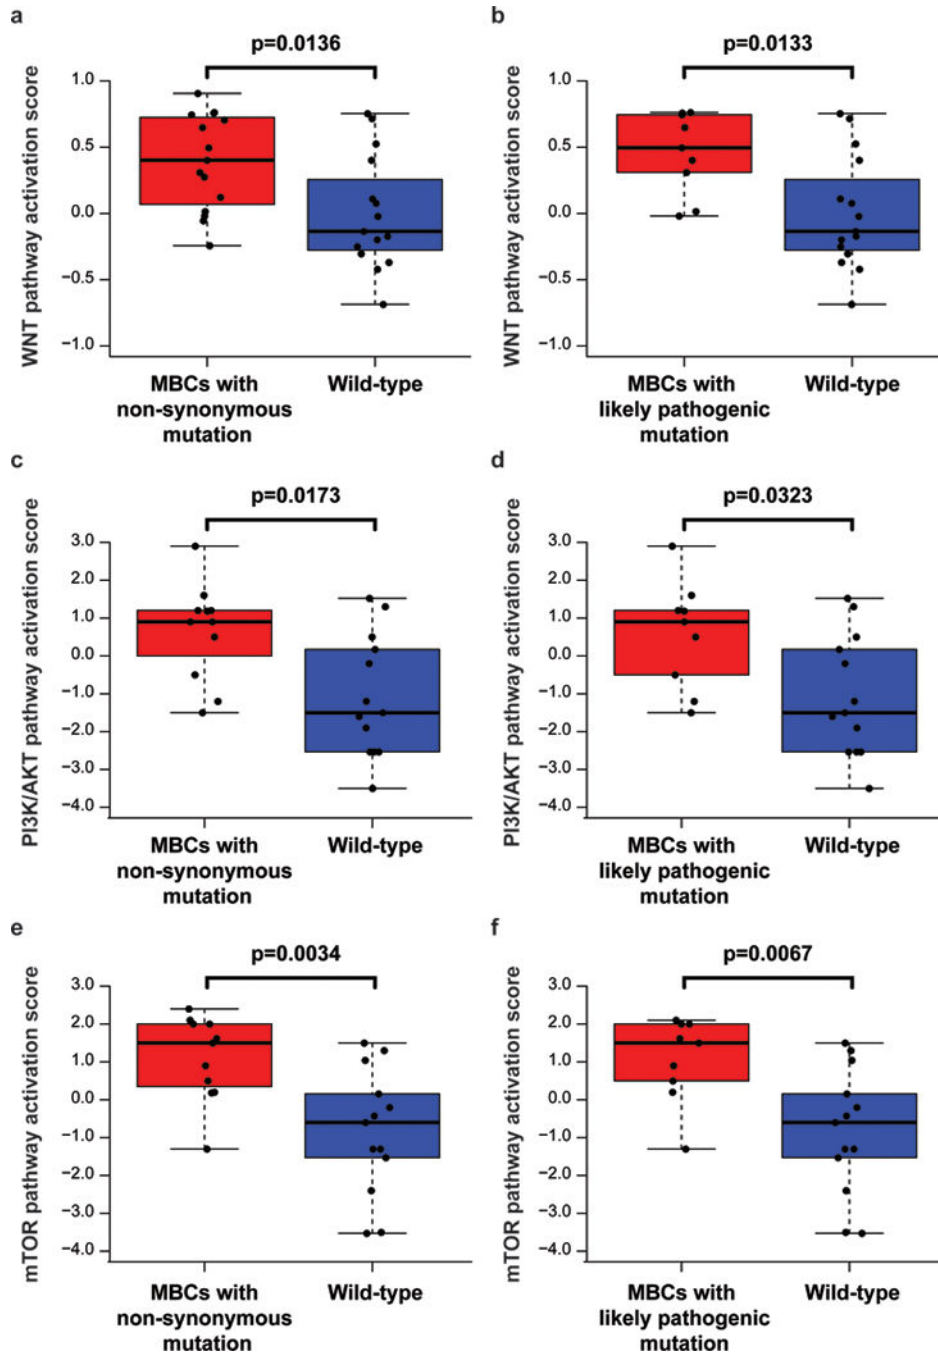 a
p=0.0136
WNT pathway activation score
1.0
0.5
0.0
−0.5
−1.0
MBCs with
non-synonymous
mutation
Wild-type
b
p=0.0133
WNT pathway activation score
1.0
0.5
0.0
−0.5
−1.0
MBCs with
likely pathogenic
mutation
Wild-type
c
p=0.0173
PI3K/AKT pathway activation score
3.0
2.0
1.0
0.0
−1.0
−2.0
−3.0
−4.0
MBCs with
non-synonymous
mutation
Wild-type
d
p=0.0323
PI3K/AKT pathway activation score
3.0
2.0
1.0
0.0
−1.0
−2.0
−3.0
−4.0
MBCs with
likely pathogenic
mutation
Wild-type
e
p=0.0034
mTOR pathway activation score
3.0
2.0
1.0
0.0
−1.0
−2.0
−3.0
−4.0
MBCs with
non-synonymous
mutation
Wild-type
f
p=0.0067
mTOR pathway activation score
3.0
2.0
1.0
0.0
−1.0
−2.0
−3.0
−4.0
MBCs with
likely pathogenic
mutation
Wild-type